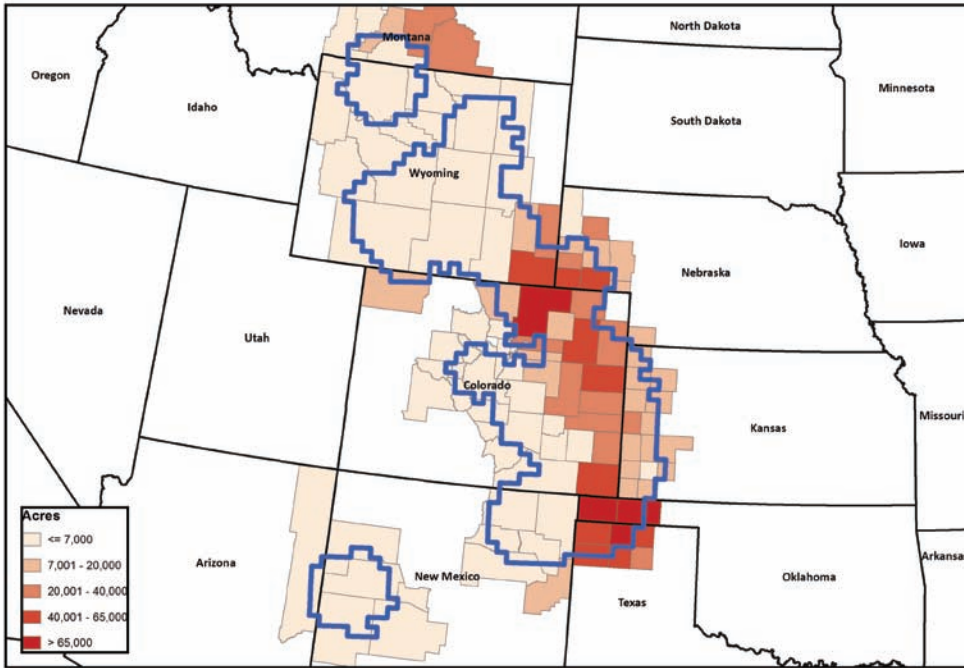 North Dakota
Montana
Oregon
Minnesota
Idaho
South Dakota
Wyoming
Iowa
Nebraska
Nevada
Utah
Colorado
Kansas
Missouri
Acres
<= 7,000
7,001 - 20,000
20,001 - 40,000
40,001 - 65,000
> 65,000
Arizona
New Mexico
Texas
Oklahoma
Arkansa